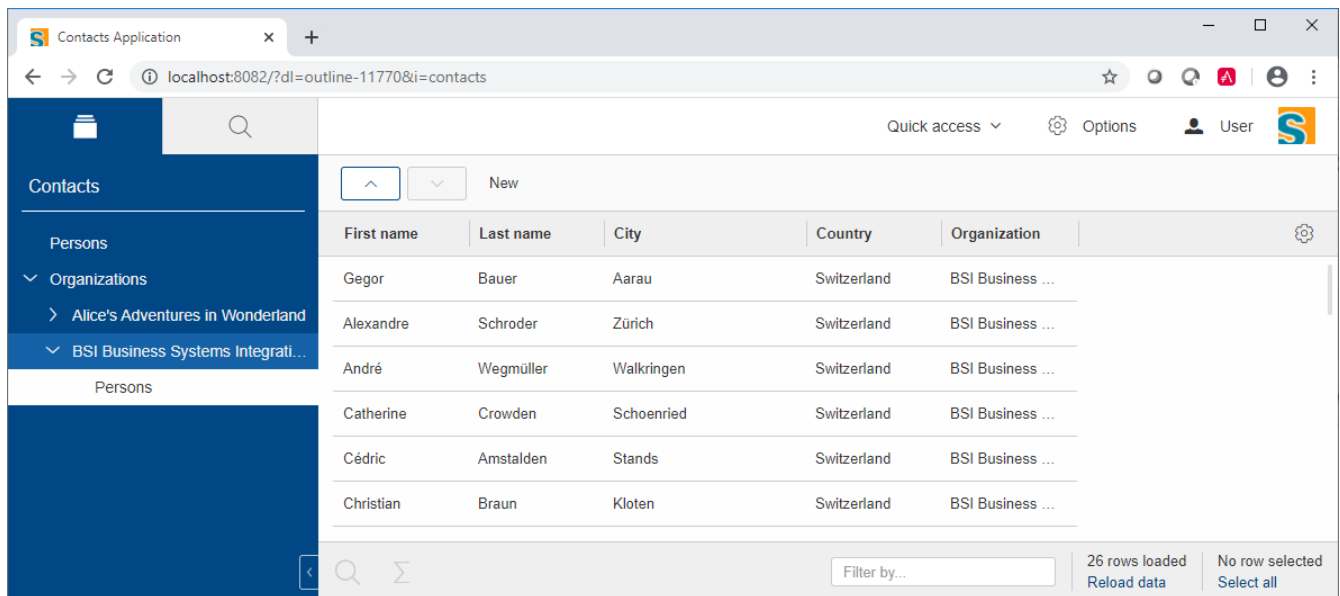 Contacts Application
localhost:8082/?dl=outline-11770&i=contacts
Quick access
Options
User
Contacts
New
First name Last name City Country Organization
Persons
Organizations
Alice's Adventures in Wonderland
BSI Business Systems Integrati...
Persons
Gegor Bauer Aarau Switzerland BSI Business ...
Alexandre Schroder Zürich Switzerland BSI Business ...
André Wegmüller Walkringen Switzerland BSI Business ...
Catherine Crowden Schoenried Switzerland BSI Business ...
Cédric Amstalden Stands Switzerland BSI Business ...
Christian Braun Kloten Switzerland BSI Business ...
Filter by...
26 rows loaded
Reload data
No row selected
Select all